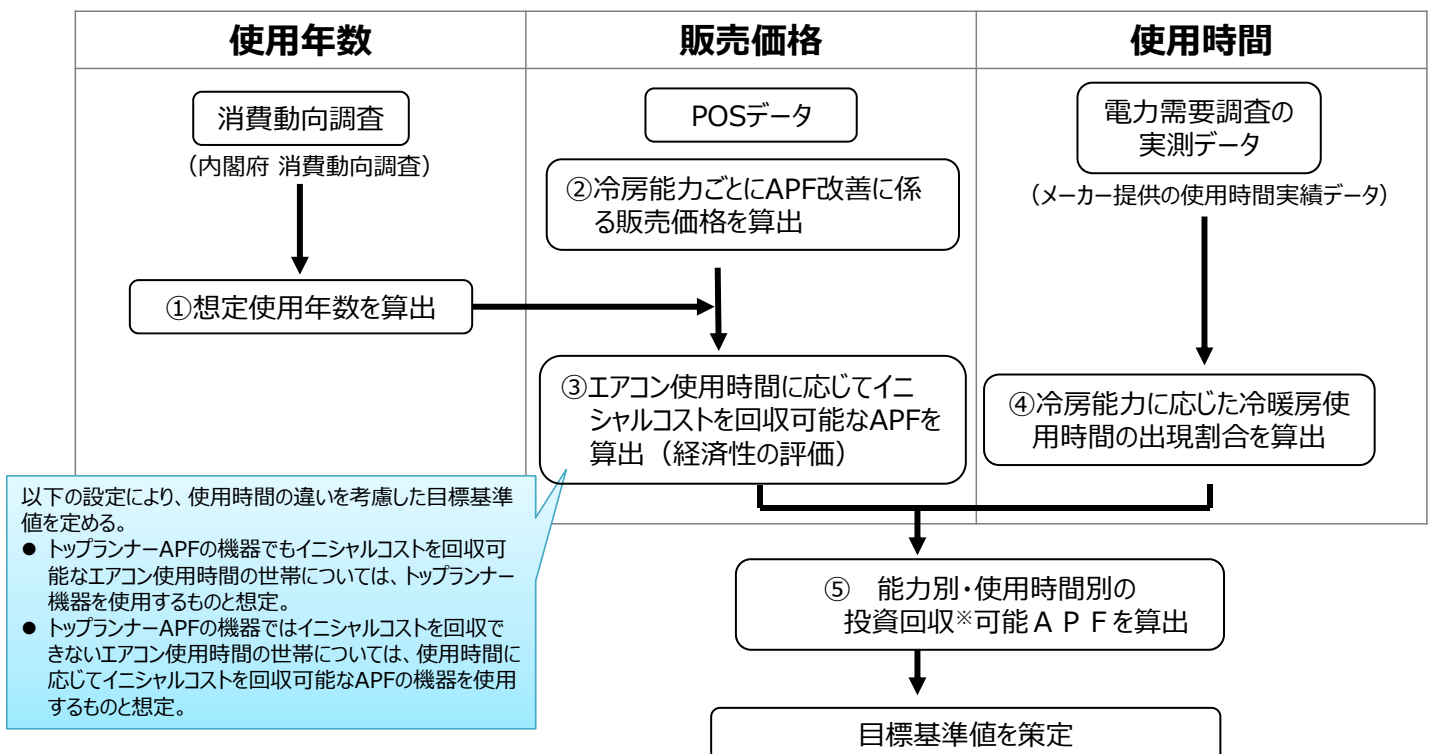 使用年数
販売価格
使用時間
消費動向調査
（内閣府 消費動向調査）
①想定使用年数を算出
POSデータ
②冷房能力ごとにAPF改善に係
る販売価格を算出
③エアコン使用時間に応じてイニ
シャルコストを回収可能なAPFを
算出（経済性の評価）
電力需要調査の
実測データ
（メーカー提供の使用時間実績データ）
④冷房能力に応じた冷暖房使
用時間の出現割合を算出
以下の設定により、使用時間の違いを考慮した目標基準
値を定める。
● トップランナーAPFの機器でもイニシャルコストを回収可
能なエアコン使用時間の世帯については、トップランナー
機器を使用するものと想定。
● トップランナーAPFの機器ではイニシャルコストを回収で
きないエアコン使用時間の世帯については、使用時間に
応じてイニシャルコストを回収可能なAPFの機器を使用
するものと想定。
⑤　能力別・使用時間別の
投資回収※可能ＡＰＦを算出
目標基準値を策定